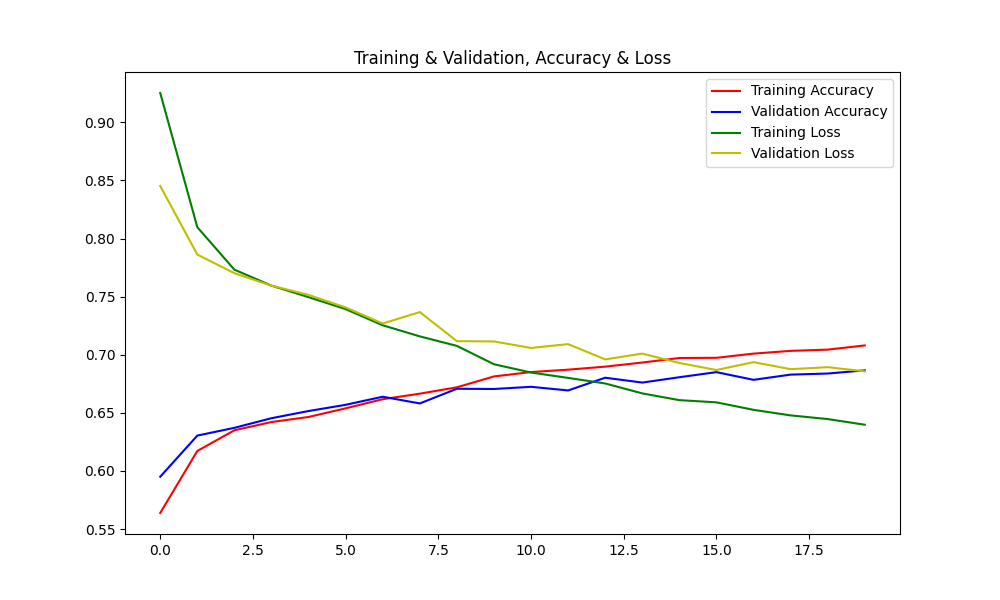 Training & Validation, Accuracy & Loss
Training Accuracy
Validation Accuracy
Training Loss
Validation Loss
0.90
0.85
0.80
0.75
0.70
0.65
0.60
0.55
0.0 2.5 5.0 7.5 10.0 12.5 15.0 17.5